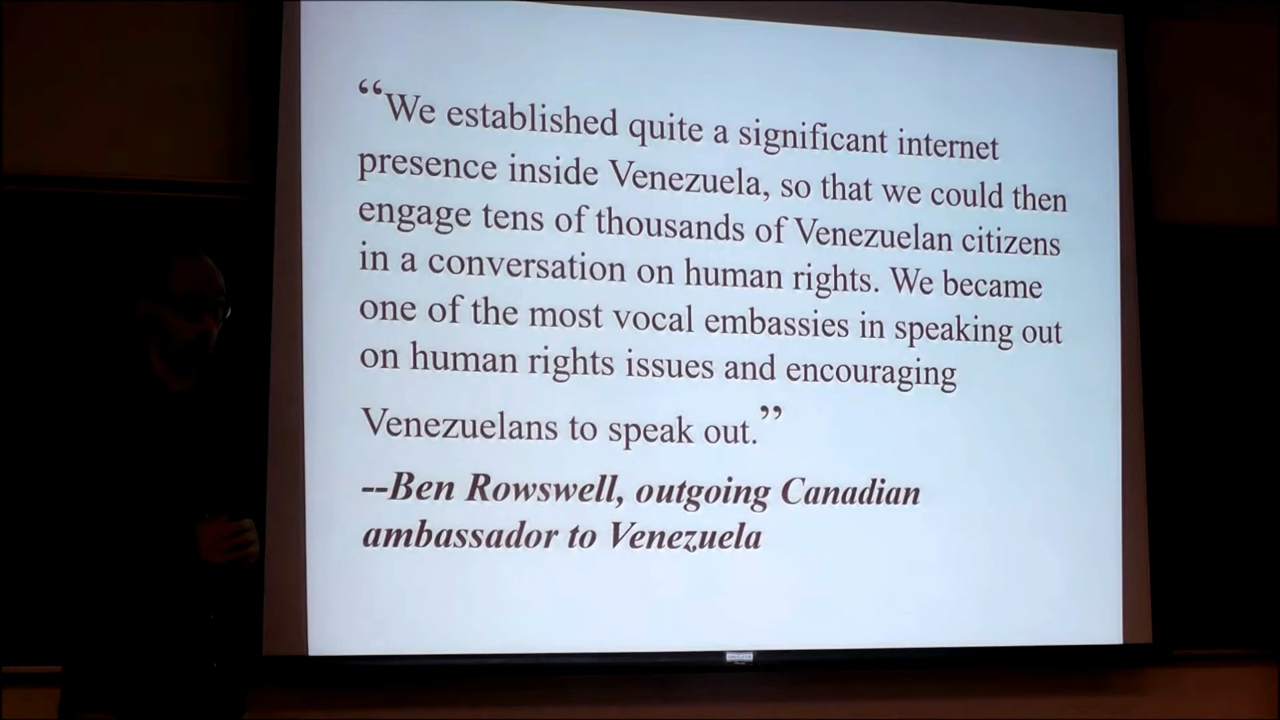 “We established quite a significant internet
presence inside Venezuela, so that we could then
engage tens of thousands of Venezuelan citizens
in a conversation on human rights. We became
one of the most vocal embassies in speaking out
on human rights issues and encouraging
Venezuelans to speak out.”
--Ben Rowswell, outgoing Canadian
ambassador to Venezuela